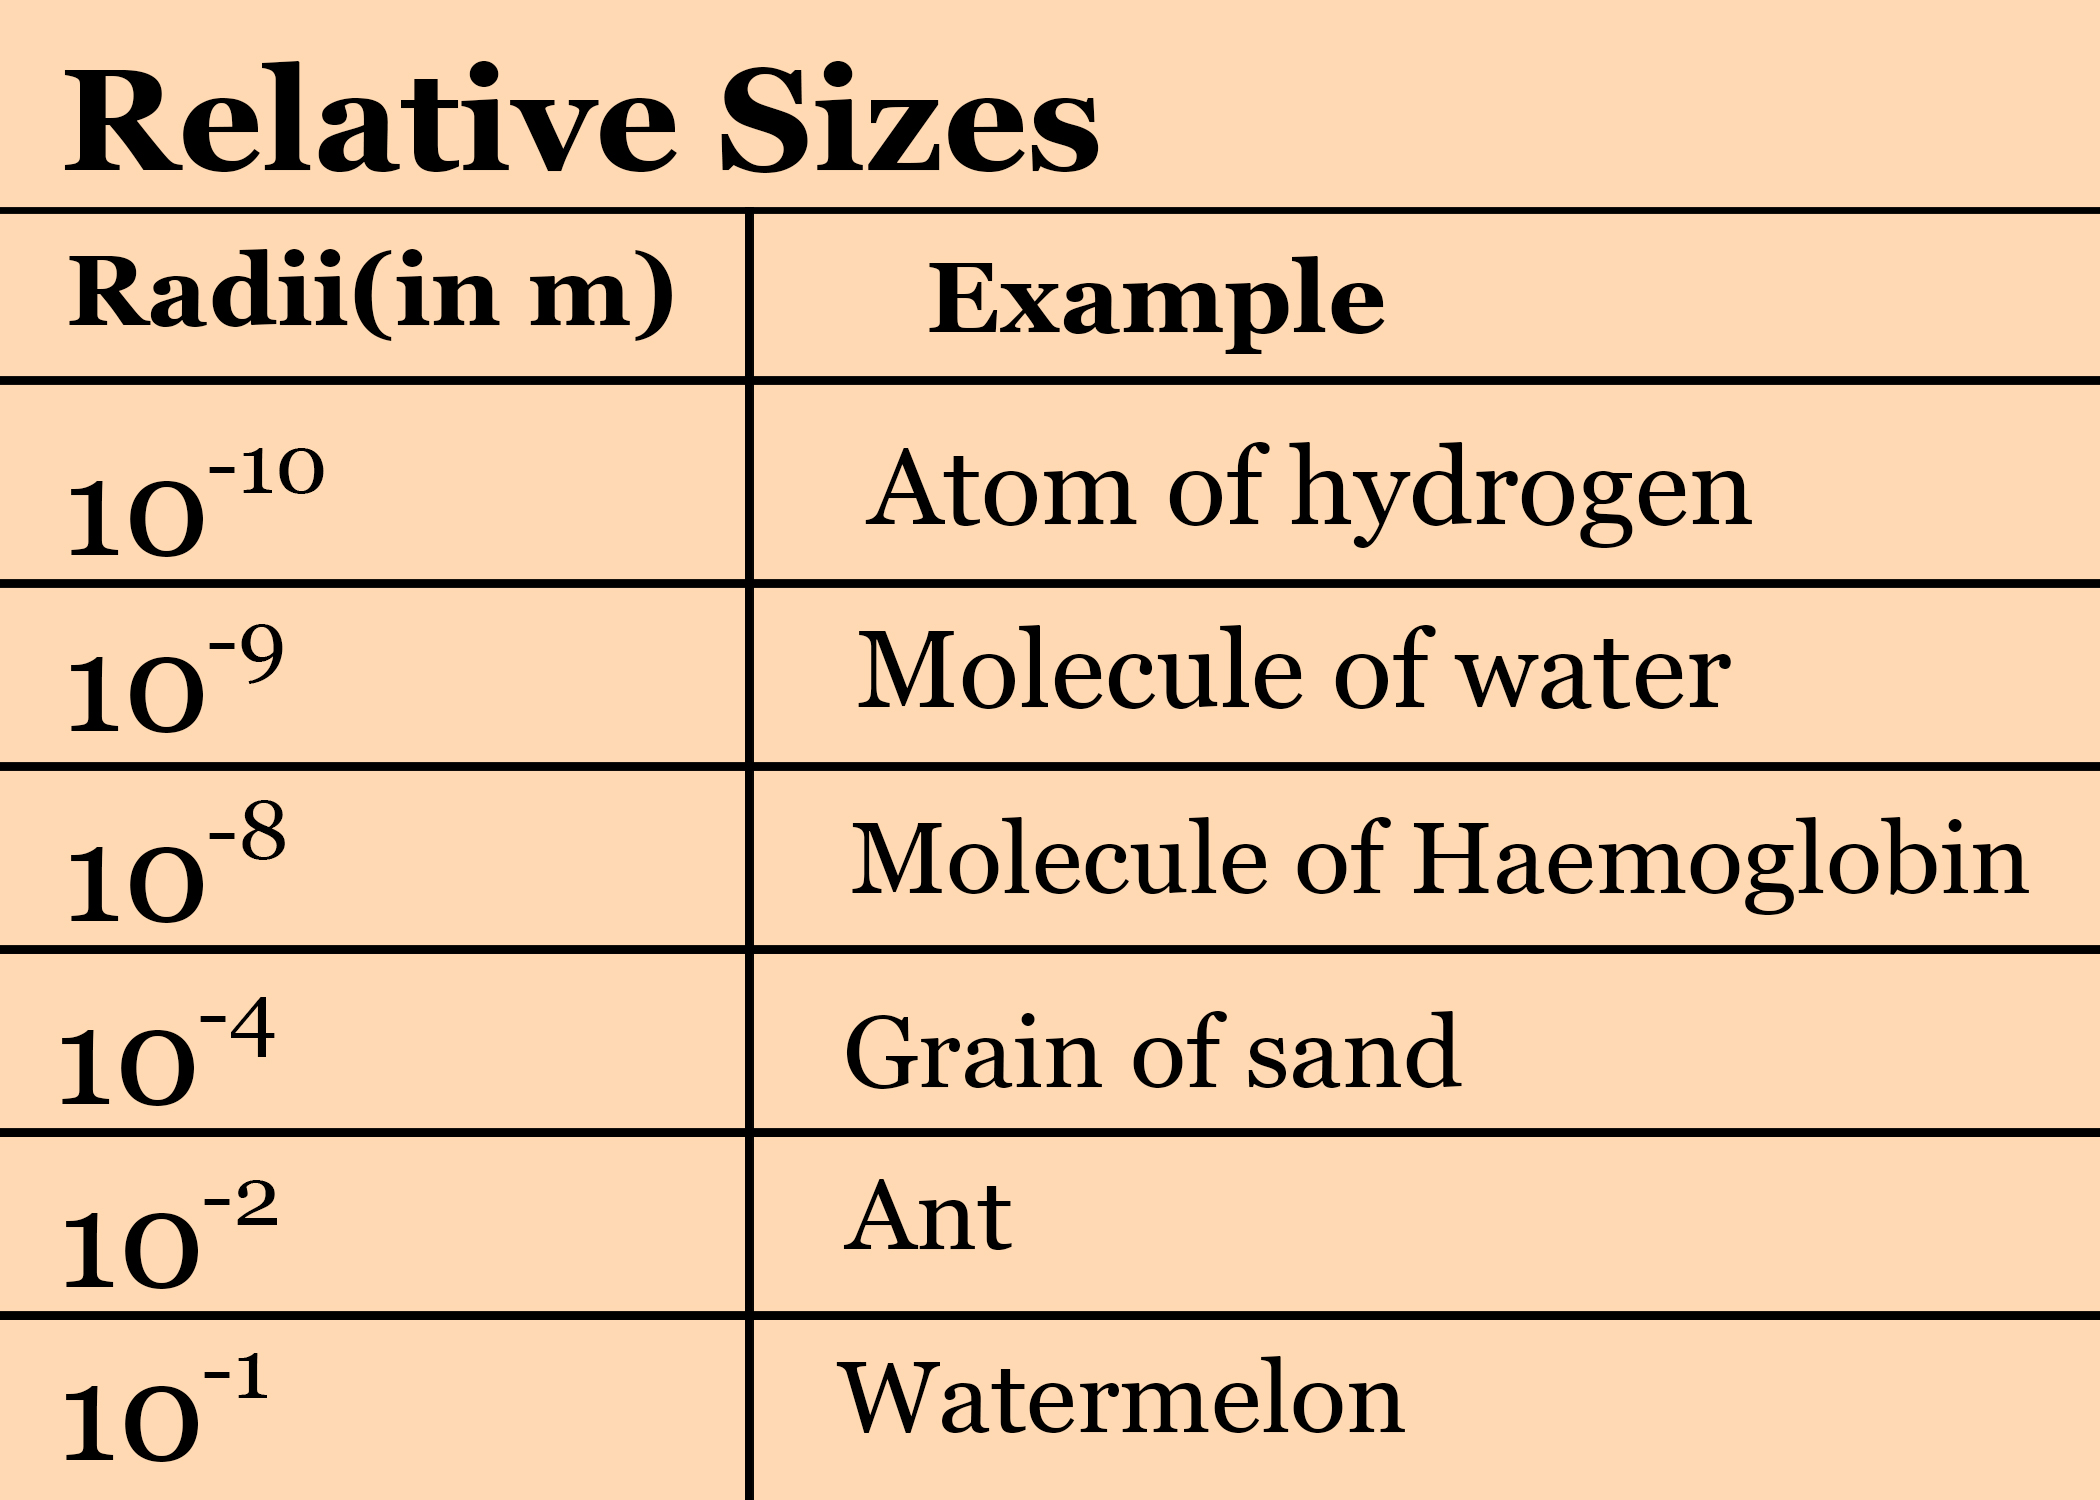 Relative Sizes
Radii(in m) Example
10⁻¹⁰ Atom of hydrogen
10⁻⁹ Molecule of water
10⁻⁸ Molecule of Haemoglobin
10⁻⁴ Grain of sand
10⁻² Ant
10⁻¹ Watermelon